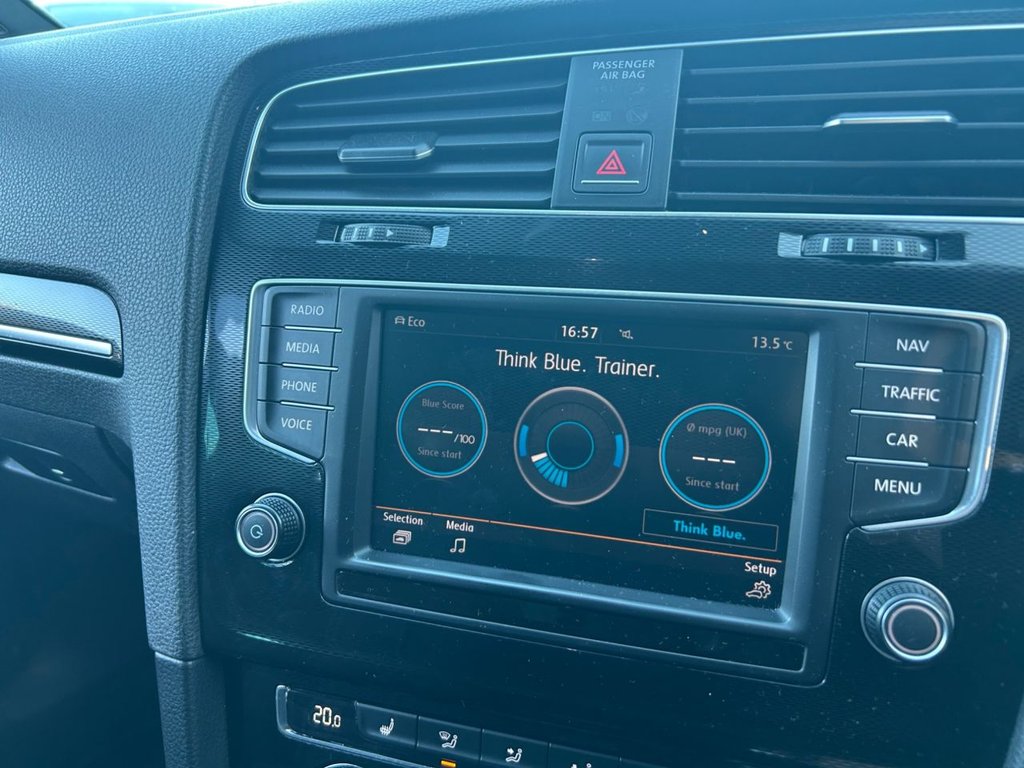 PASSENGER
AIR BAG
RADIO
MEDIA
PHONE
VOICE
Eco
16:57
13.5 °C
Think Blue. Trainer.
Blue Score
---/100
Since start
Ø mpg (UK)
---
Since start
Think Blue.
Selection
Media
Setup
NAV
TRAFFIC
CAR
MENU
20.0